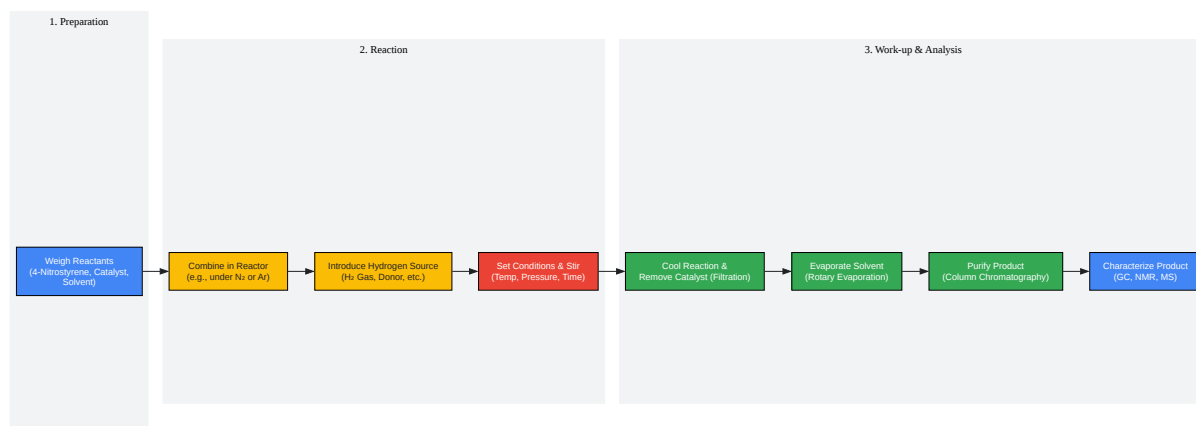 1. Preparation
2. Reaction
3. Work-up & Analysis
Weigh Reactants
(4-Nitrostyrene, Catalyst,
Solvent)
Combine in Reactor
(e.g., under N₂ or Ar)
Introduce Hydrogen Source
(H₂ Gas, Donor, etc.)
Set Conditions & Stir
(Temp, Pressure, Time)
Cool Reaction &
Remove Catalyst (Filtration)
Evaporate Solvent
(Rotary Evaporation)
Purify Product
(Column Chromatography)
Characterize Product
(GC, NMR, MS)